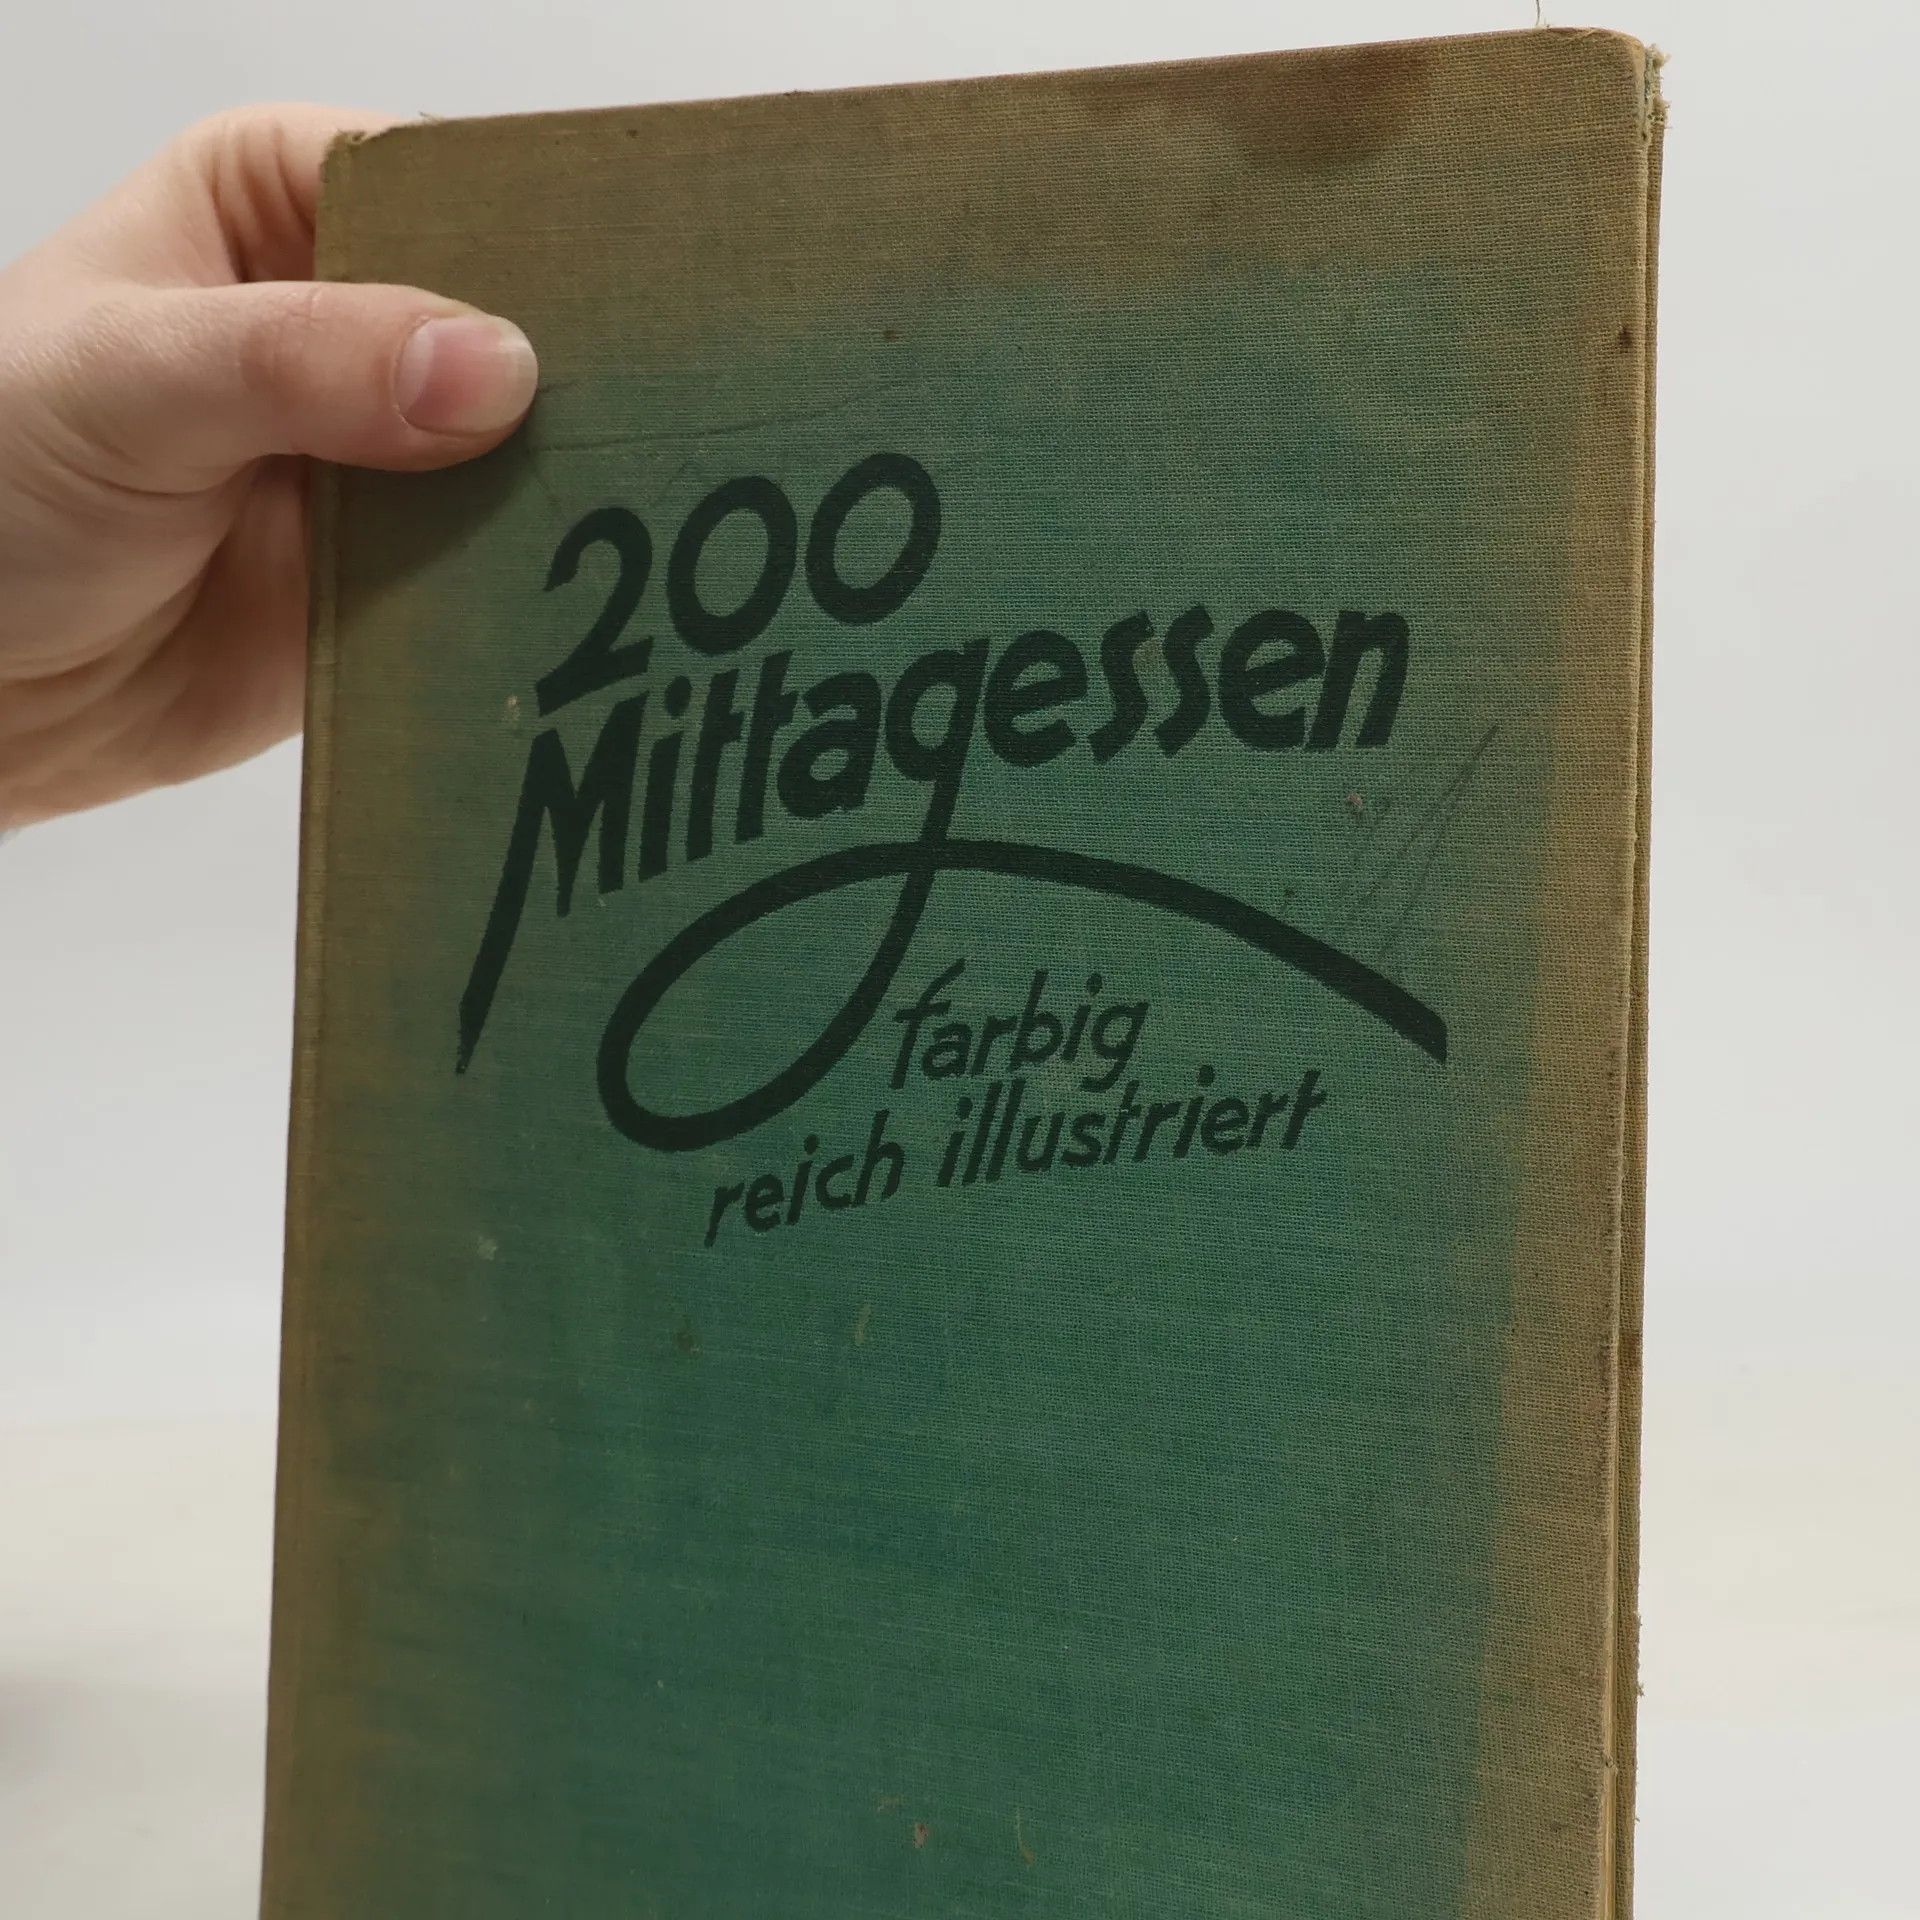 200
Mittagessen
farbig
reich illustriert